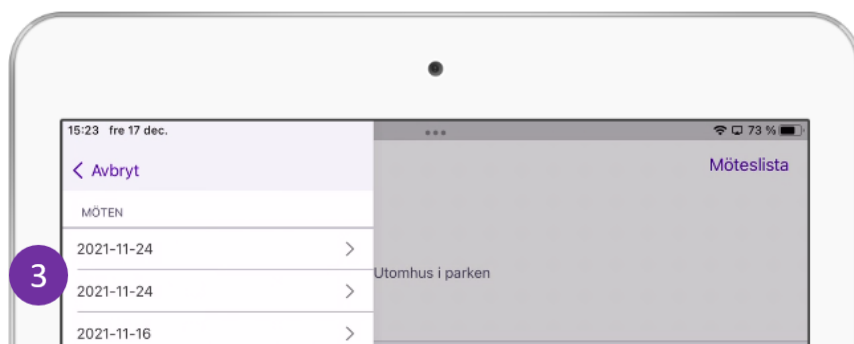 15:23 fre 17 dec.
73 %
Avbryt
Möteslista
MÖTEN
2021-11-24
Utomhus i parken
3
2021-11-24
2021-11-16